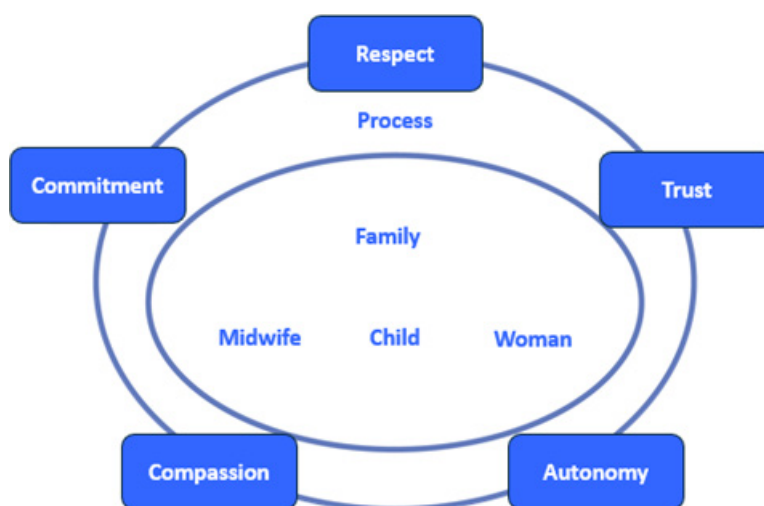 Respect
Process
Commitment
Trust
Family
Midwife
Child
Woman
Compassion
Autonomy